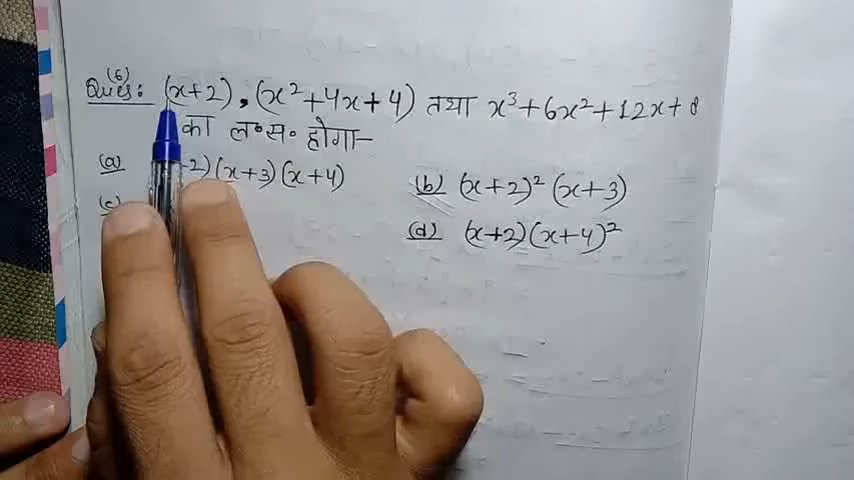 (6)
Ques: (x+2), (x²+4x+4) तथा x³+6x²+12x+8
का ल॰स॰ होगा-
(a) 2)(x+3)(x+4)
(b) (x+2)² (x+3)
(c)
(d) (x+2)(x+4)²